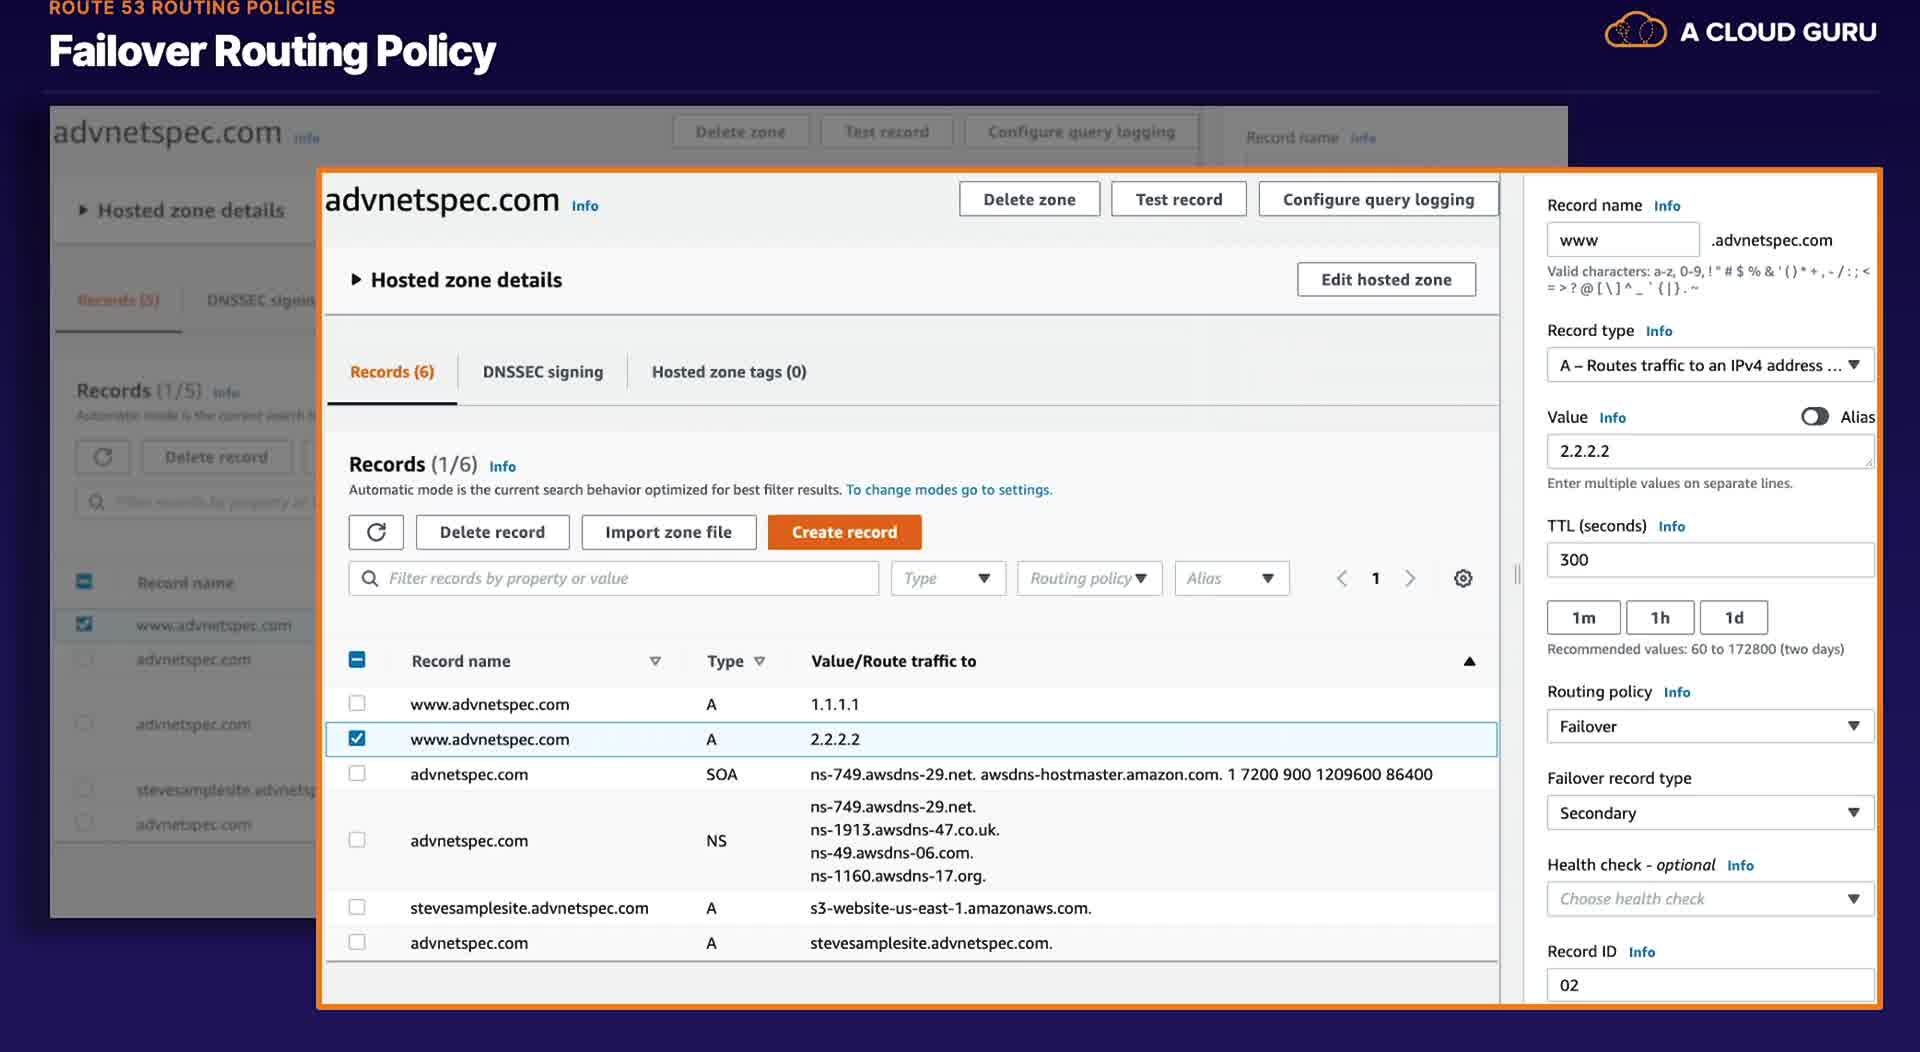 ROUTE 53 ROUTING POLICIES
Failover Routing Policy
A CLOUD GURU
advnetspec.com Info
Delete zone
Test record
Configure query logging
Record name Info
Hosted zone details
Records (5)
DNSSEC signin
Records (1/5) Info
Automatic mode is the current search b
Delete record
Filter records by property or
Record name
www.advnetspec.com
advnetspec.com
advnetspec.com
stevesamplesite.advnetsp
advnetspec.com
advnetspec.com Info
Delete zone
Test record
Configure query logging
Hosted zone details
Edit hosted zone
Records (6)
DNSSEC signing
Hosted zone tags (0)
Records (1/6) Info
Automatic mode is the current search behavior optimized for best filter results. To change modes go to settings.
Delete record
Import zone file
Create record
Filter records by property or value
Type
Routing policy
Alias
1
Record name
Type
Value/Route traffic to
www.advnetspec.com A 1.1.1.1
www.advnetspec.com A 2.2.2.2
advnetspec.com SOA ns-749.awsdns-29.net. awsdns-hostmaster.amazon.com. 1 7200 900 1209600 86400
ns-749.awsdns-29.net.
ns-1913.awsdns-47.co.uk.
advnetspec.com NS
ns-49.awsdns-06.com.
ns-1160.awsdns-17.org.
stevesamplesite.advnetspec.com A s3-website-us-east-1.amazonaws.com.
advnetspec.com A stevesamplesite.advnetspec.com.
Record name Info
www .advnetspec.com
Valid characters: a-z, 0-9, ! " # $ % & ' ( ) * + , - / : ; <
= > ? @ [ \ ] ^ _ ` { | } . ~
Record type Info
A – Routes traffic to an IPv4 address ...
Value Info
Alias
2.2.2.2
Enter multiple values on separate lines.
TTL (seconds) Info
300
1m
1h
1d
Recommended values: 60 to 172800 (two days)
Routing policy Info
Failover
Failover record type
Secondary
Health check - optional Info
Choose health check
Record ID Info
02